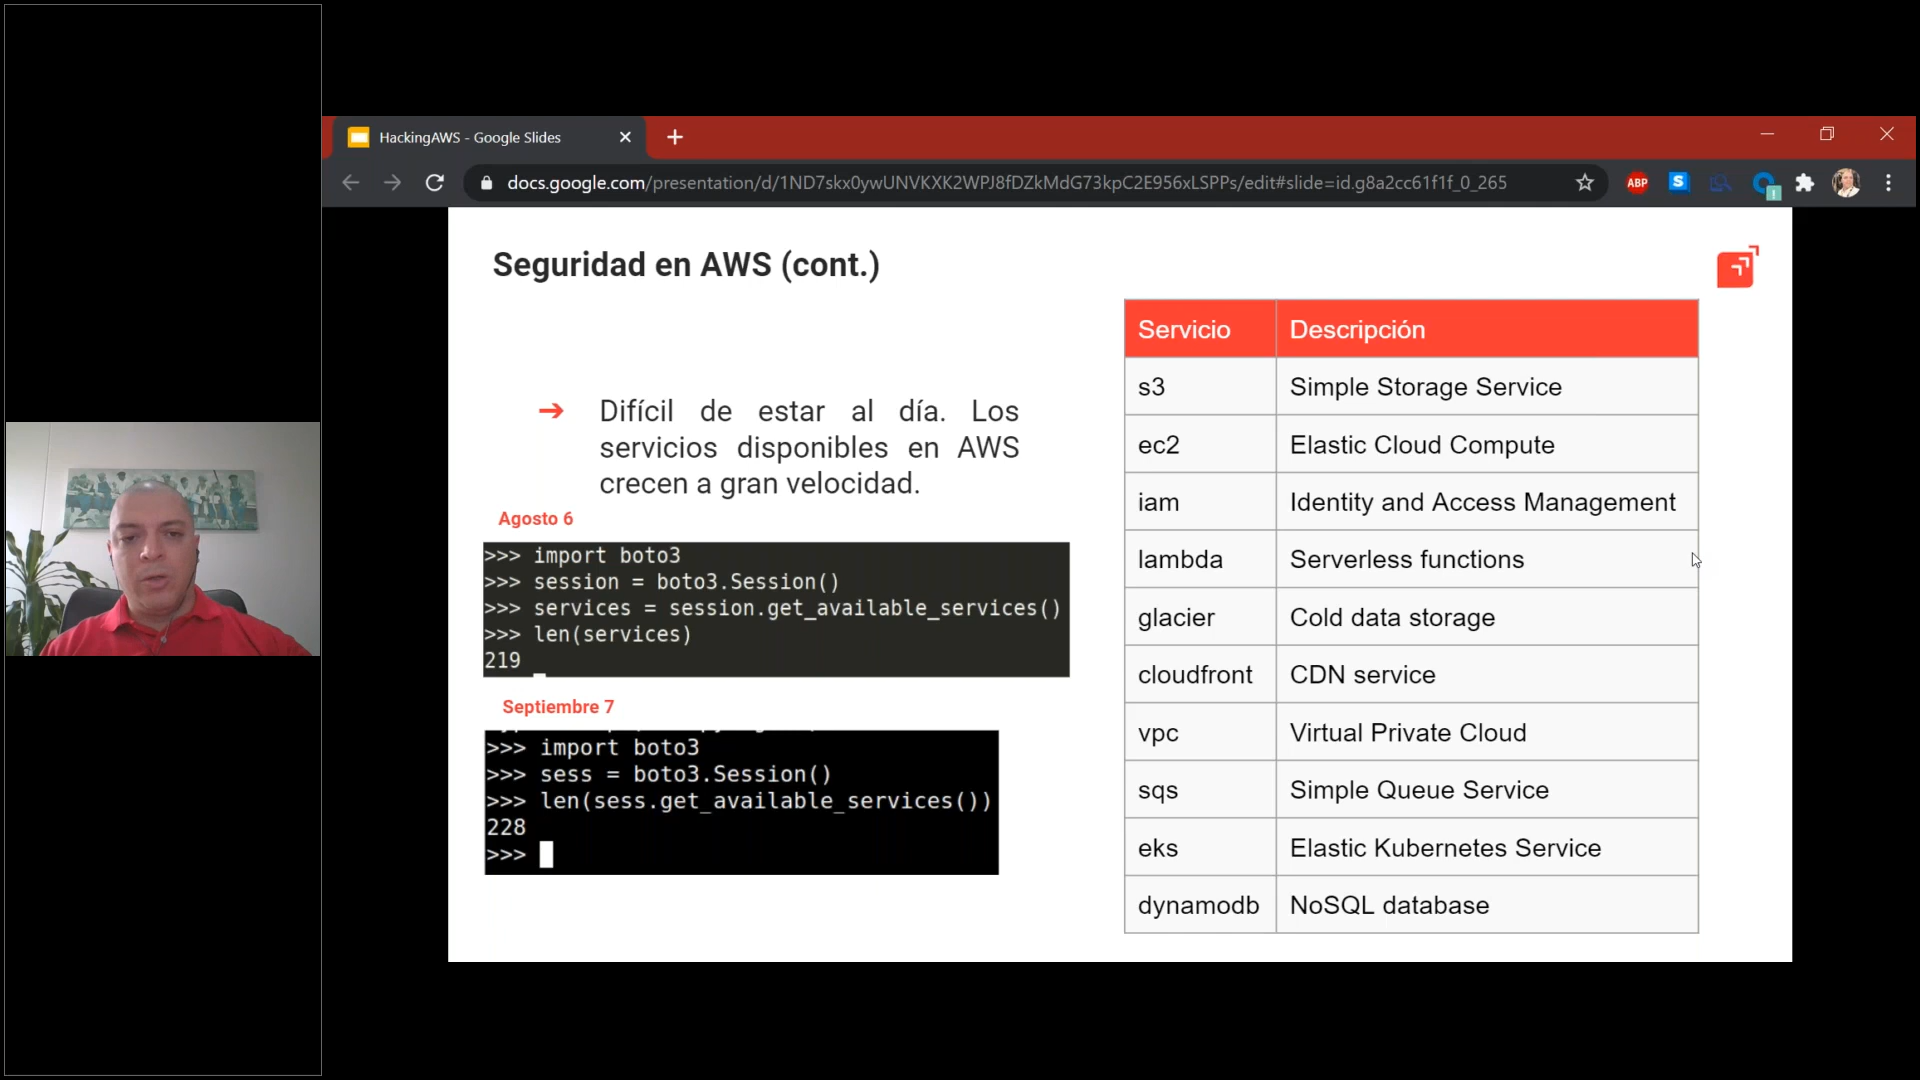 HackingAWS - Google Slides
docs.google.com/presentation/d/1ND7skx0ywUNVKXK2WPJ8fDZkMdG73kpC2E956xLSPPs/edit#slide=id.g8a2cc61f1f_0_265
ABP
S
Seguridad en AWS (cont.)
Difícil de estar al día. Los
servicios disponibles en AWS
crecen a gran velocidad.
Agosto 6
>>> import boto3
>>> session = boto3.Session()
>>> services = session.get_available_services()
>>> len(services)
219
Septiembre 7
>>> import boto3
>>> sess = boto3.Session()
>>> len(sess.get_available_services())
228
>>>
Servicio Descripción
s3 Simple Storage Service
ec2 Elastic Cloud Compute
iam Identity and Access Management
lambda Serverless functions
glacier Cold data storage
cloudfront CDN service
vpc Virtual Private Cloud
sqs Simple Queue Service
eks Elastic Kubernetes Service
dynamodb NoSQL database